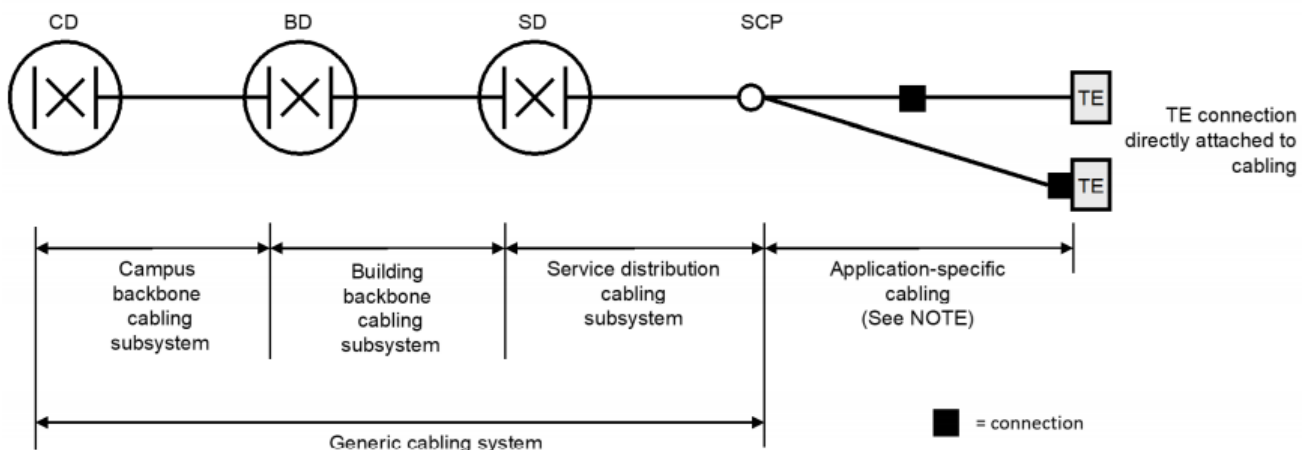 CD
BD
SD
SCP
TE
TE
TE connection
directly attached to
cabling
Campus
backbone
cabling
subsystem
Building
backbone
cabling
subsystem
Service distribution
cabling
subsystem
Application-specific
cabling
(See NOTE)
Generic cabling system
= connection